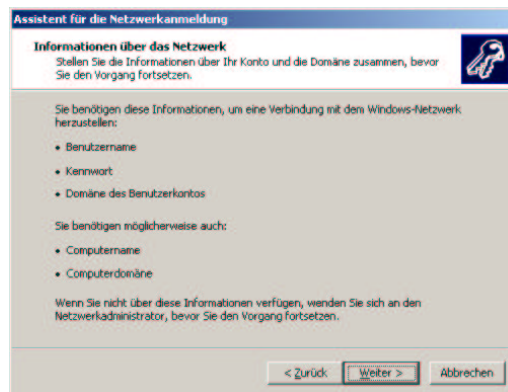 Assistent für die Netzwerkanmeldung
Informationen über das Netzwerk
Stellen Sie die Informationen über Ihr Konto und die Domäne zusammen, bevor
Sie den Vorgang fortsetzen.
Sie benötigen diese Informationen, um eine Verbindung mit dem Windows-Netzwerk
herzustellen:
• Benutzername
• Kennwort
• Domäne des Benutzerkontos
Sie benötigen möglicherweise auch:
• Computername
• Computerdomäne
Wenn Sie nicht über diese Informationen verfügen, wenden Sie sich an den
Netzwerkadministrator, bevor Sie den Vorgang fortsetzen.
< Zurück Weiter > Abbrechen